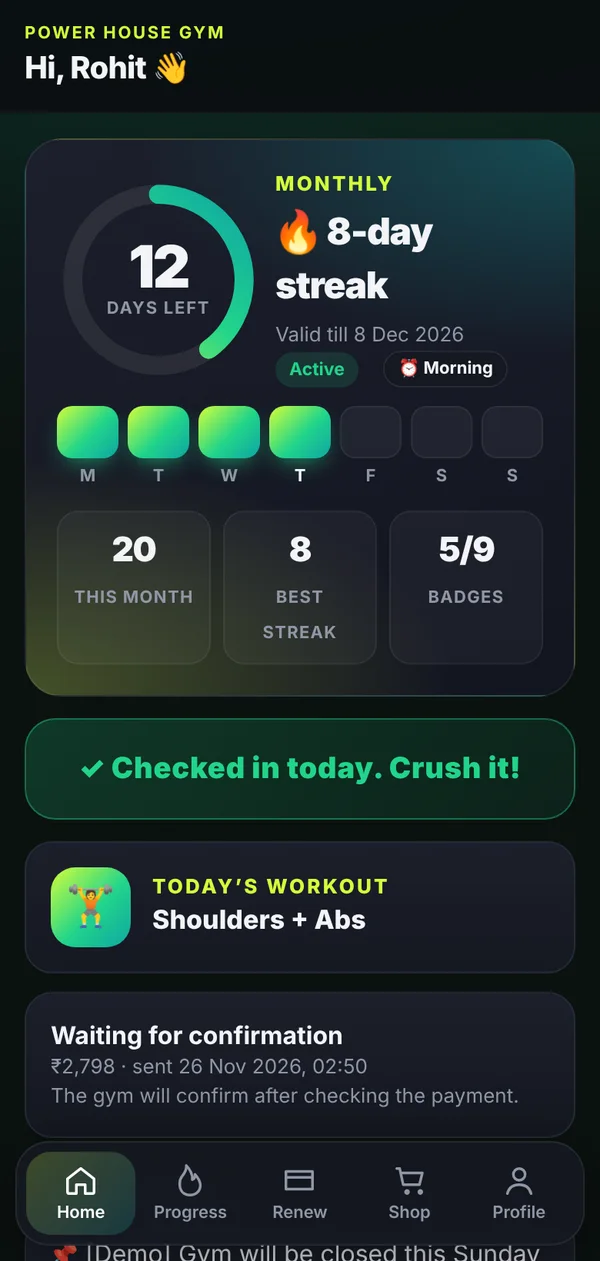 POWER HOUSE GYM
Hi, Rohit 👋
MONTHLY
🔥 8-day
streak
12
DAYS LEFT
Valid till 8 Dec 2026
Active
⏰ Morning
M T W T F S S
20
THIS MONTH
8
BEST
STREAK
5/9
BADGES
✓ Checked in today. Crush it!
TODAY’S WORKOUT
Shoulders + Abs
Waiting for confirmation
₹2,798 · sent 26 Nov 2026, 02:50
The gym will confirm after checking the payment.
Home Progress Renew Shop Profile
📌 [Demo] Gym will be closed this Sunday